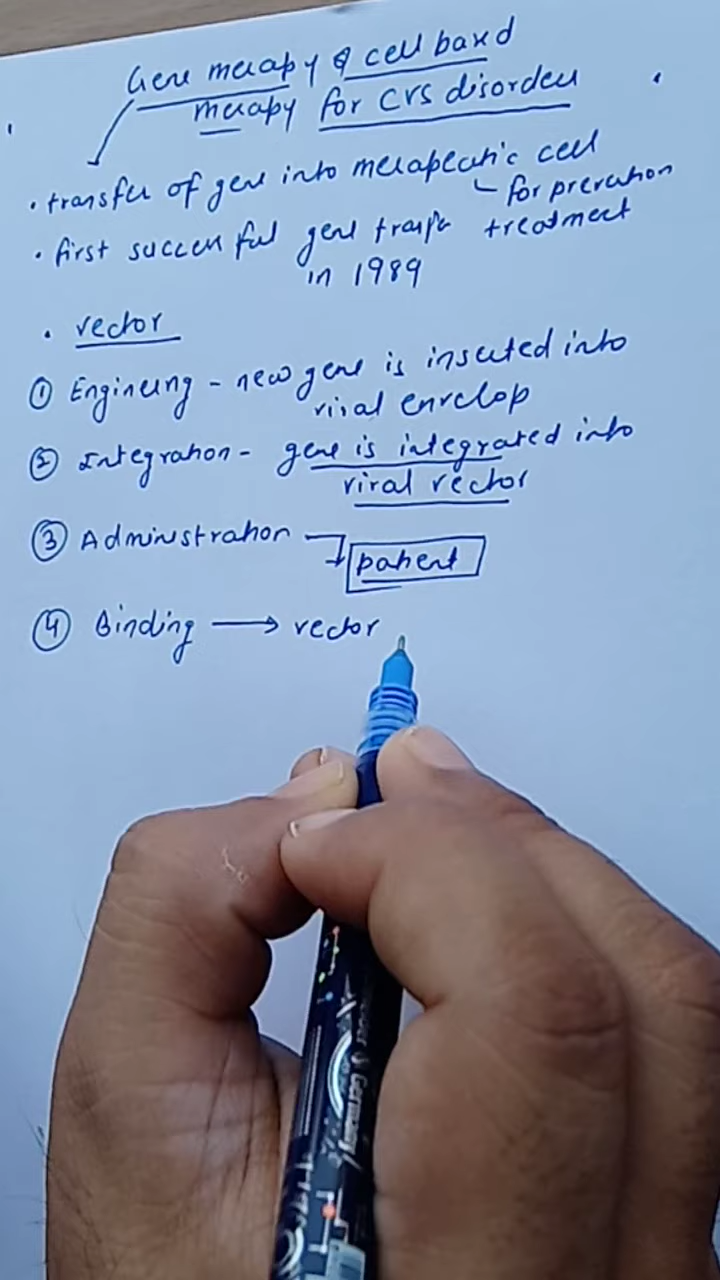 Gene therapy & cell based
therapy for CVS disorder
• transfer of gene into therapeutic cell
for prevention
• first successful gene transfer treatment
in 1989
• vector
① Engineering - new gene is inserted into
viral envelop
② Integration - gene is integrated into
viral vector
③ Administration → patient
④ Binding → vector
Germany